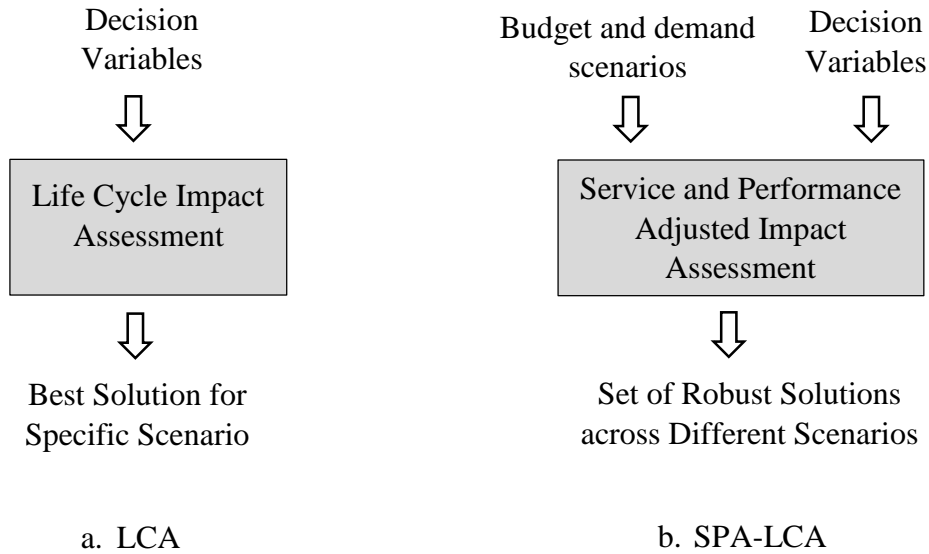 Decision
Variables
Life Cycle Impact
Assessment
Best Solution for
Specific Scenario
a. LCA
Budget and demand
scenarios
Decision
Variables
Service and Performance
Adjusted Impact
Assessment
Set of Robust Solutions
across Different Scenarios
b. SPA-LCA